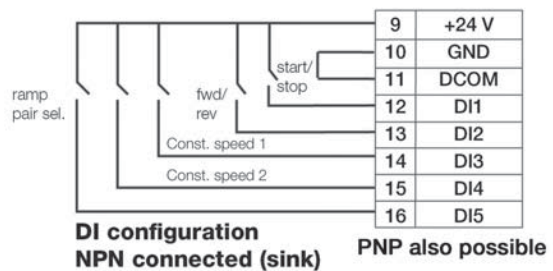 9 +24 V
10 GND
11 DCOM
12 DI1
13 DI2
14 DI3
15 DI4
16 DI5
start/
stop
ramp
pair sel.
fwd/
rev
Const. speed 1
Const. speed 2
DI configuration
NPN connected (sink)
PNP also possible